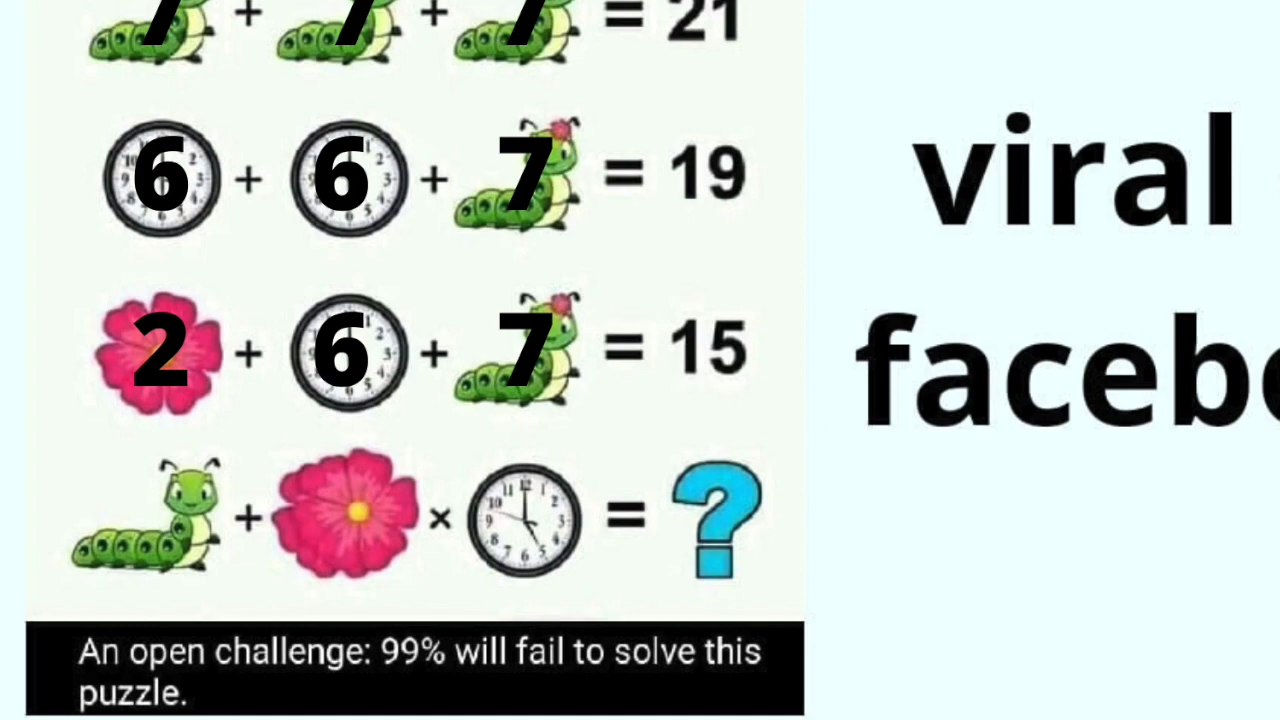 7 + 7 + 7 = 21
6 + 6 + 7 = 19
2 + 6 + 7 = 15
+ × = ?
An open challenge: 99% will fail to solve this
puzzle.
viral